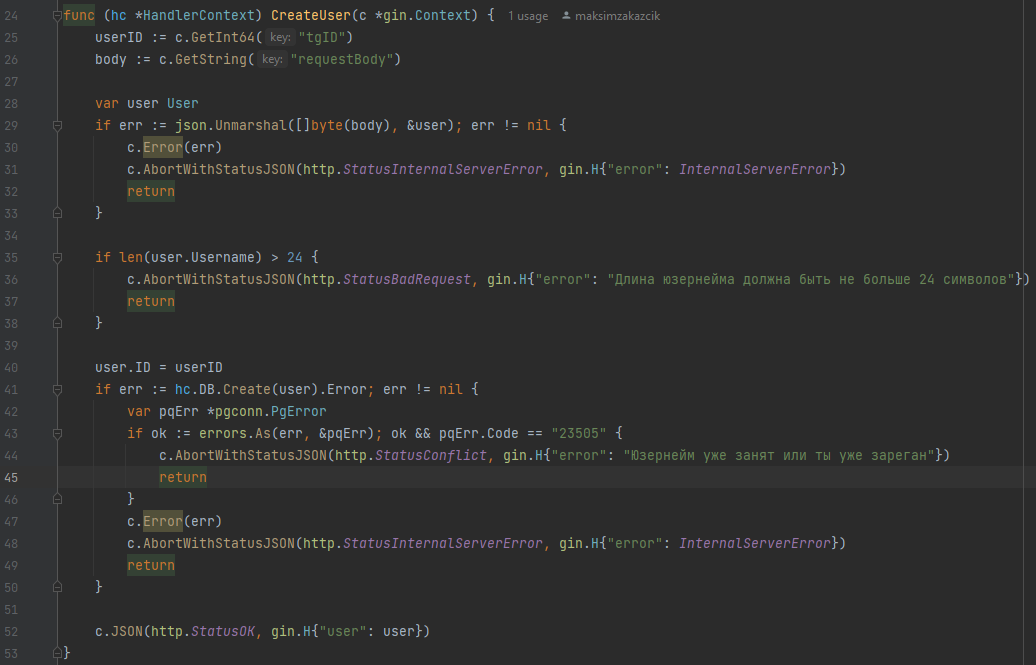 24 func (hc *HandlerContext) CreateUser(c *gin.Context) { 1 usage maksimzakazcik
25 userID := c.GetInt64( key: "tgID")
26 body := c.GetString( key: "requestBody")
27
28 var user User
29 if err := json.Unmarshal([]byte(body), &user); err != nil {
30 c.Error(err)
31 c.AbortWithStatusJSON(http.StatusInternalServerError, gin.H{"error": InternalServerError})
32 return
33 }
34
35 if len(user.Username) > 24 {
36 c.AbortWithStatusJSON(http.StatusBadRequest, gin.H{"error": "Длина юзернейма должна быть не больше 24 символов"})
37 return
38 }
39
40 user.ID = userID
41 if err := hc.DB.Create(user).Error; err != nil {
42 var pqErr *pgconn.PgError
43 if ok := errors.As(err, &pqErr); ok && pqErr.Code == "23505" {
44 c.AbortWithStatusJSON(http.StatusConflict, gin.H{"error": "Юзернейм уже занят или ты уже зареган"})
45 return
46 }
47 c.Error(err)
48 c.AbortWithStatusJSON(http.StatusInternalServerError, gin.H{"error": InternalServerError})
49 return
50 }
51
52 c.JSON(http.StatusOK, gin.H{"user": user})
53 }